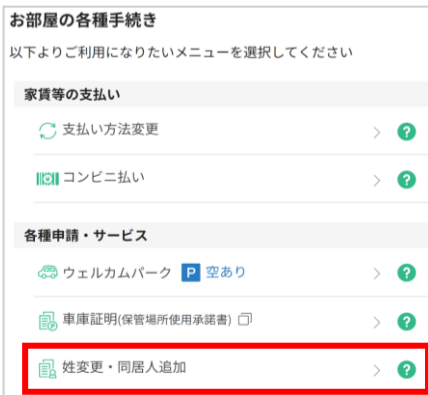 お部屋の各種手続き
以下よりご利用になりたいメニューを選択してください
家賃等の支払い
支払い方法変更 ?
コンビニ払い ?
各種申請・サービス
ウェルカムパーク P 空あり ?
車庫証明(保管場所使用承諾書) ?
姓変更・同居人追加 ?